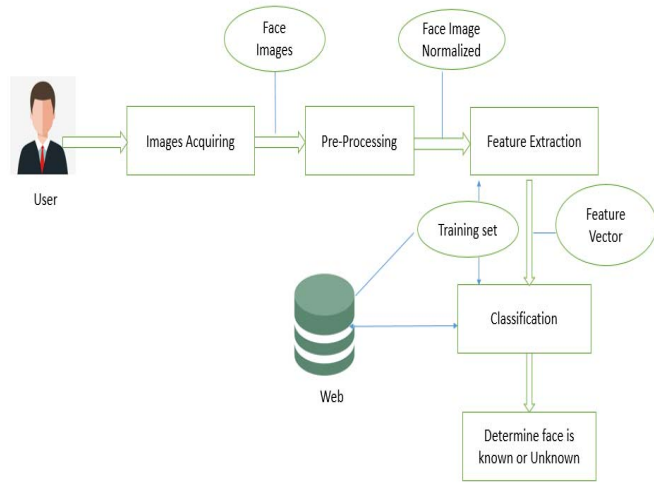 Face
Images
Face Image
Normalized
Images Acquiring
Pre-Processing
Feature Extraction
User
Training set
Feature
Vector
Classification
Web
Determine face is
known or Unknown